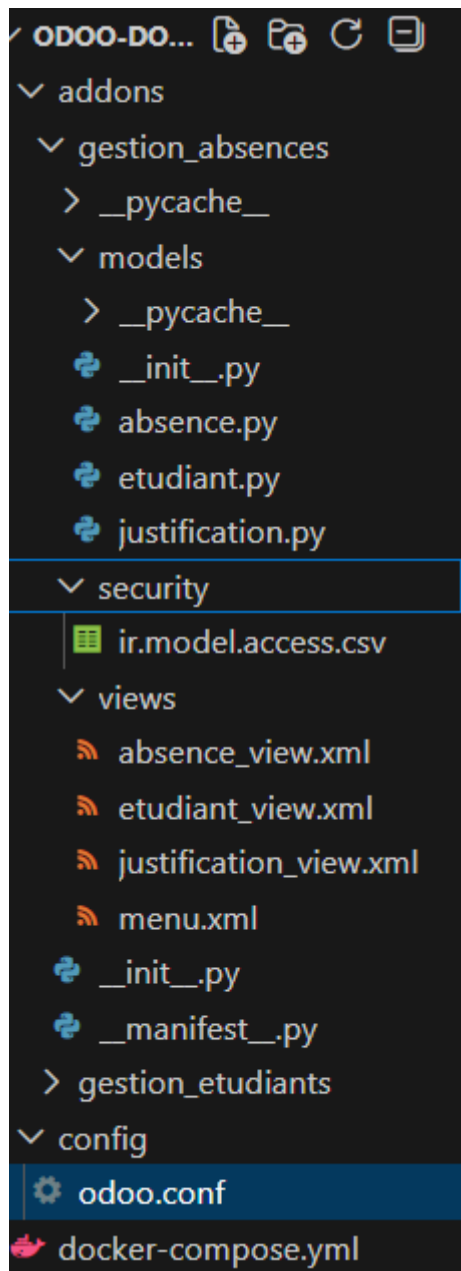 ODOO-DO...
addons
gestion_absences
__pycache__
models
__pycache__
__init__.py
absence.py
etudiant.py
justification.py
security
ir.model.access.csv
views
absence_view.xml
etudiant_view.xml
justification_view.xml
menu.xml
__init__.py
__manifest__.py
gestion_etudiants
config
odoo.conf
docker-compose.yml